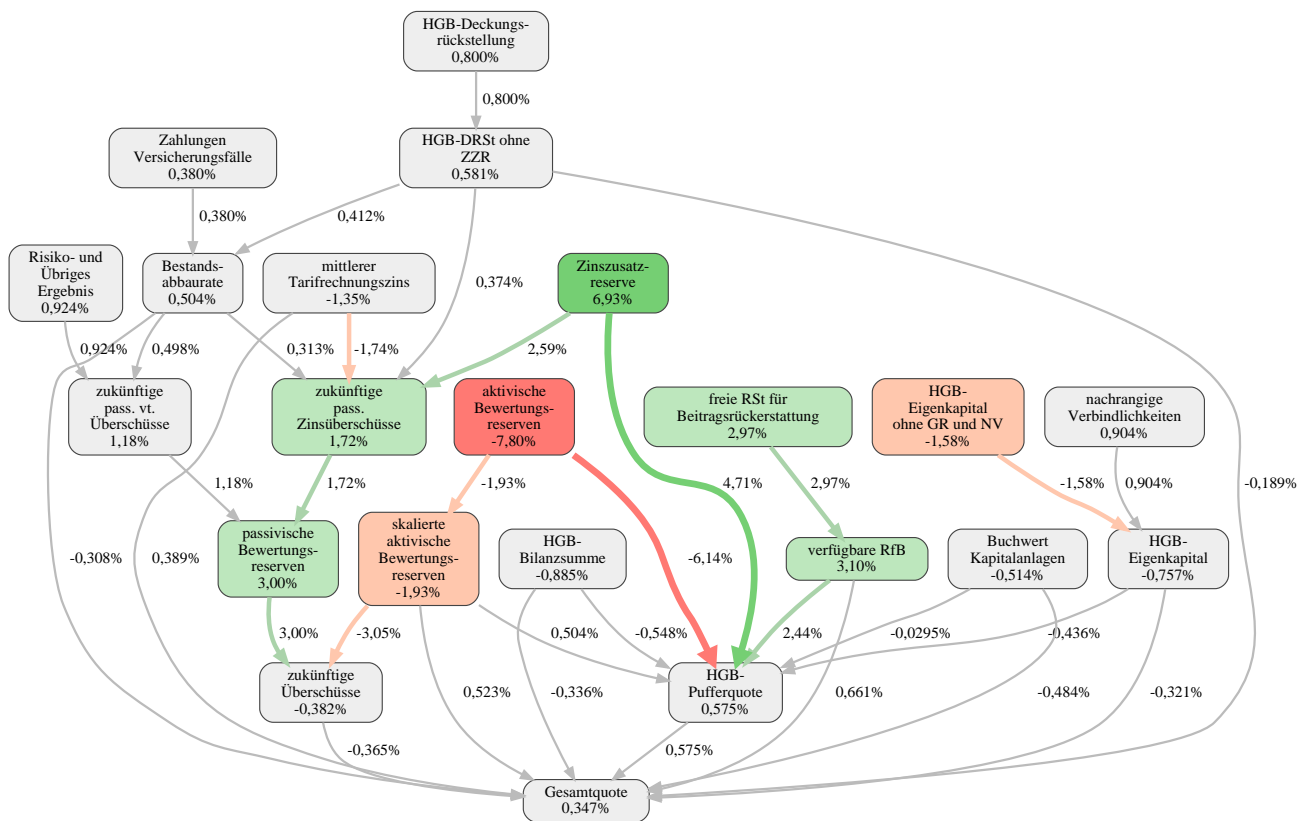 HGB-Deckungs-
rückstellung
0,800%
0,800%
Zahlungen
Versicherungsfälle
0,380%
HGB-DRSt ohne
ZZR
0,581%
0,380%
0,412%
Risiko- und
Übriges
Ergebnis
0,924%
Bestands-
abbaurate
0,504%
mittlerer
Tarifrechnungszins
-1,35%
0,374%
Zinszusatz-
reserve
6,93%
0,924%
0,498%
0,313%
-1,74%
2,59%
zukünftige
pass. vt.
Überschüsse
1,18%
zukünftige
pass.
Zinsüberschüsse
1,72%
aktivische
Bewertungs-
reserven
-7,80%
freie RSt für
Beitragsrückerstattung
2,97%
HGB-
Eigenkapital
ohne GR und NV
-1,58%
nachrangige
Verbindlichkeiten
0,904%
1,18%
1,72%
-1,93%
4,71%
2,97%
-1,58%
0,904%
-0,189%
passivische
Bewertungs-
reserven
3,00%
skalierte
aktivische
Bewertungs-
reserven
-1,93%
HGB-
Bilanzsumme
-0,885%
verfügbare RfB
3,10%
Buchwert
Kapitalanlagen
-0,514%
HGB-
Eigenkapital
-0,757%
-0,308%
0,389%
-6,14%
3,00%
-3,05%
0,504%
-0,548%
2,44%
-0,0295%
-0,436%
zukünftige
Überschüsse
-0,382%
0,523%
-0,336%
HGB-
Pufferquote
0,575%
0,661%
-0,484%
-0,321%
-0,365%
0,575%
Gesamtquote
0,347%